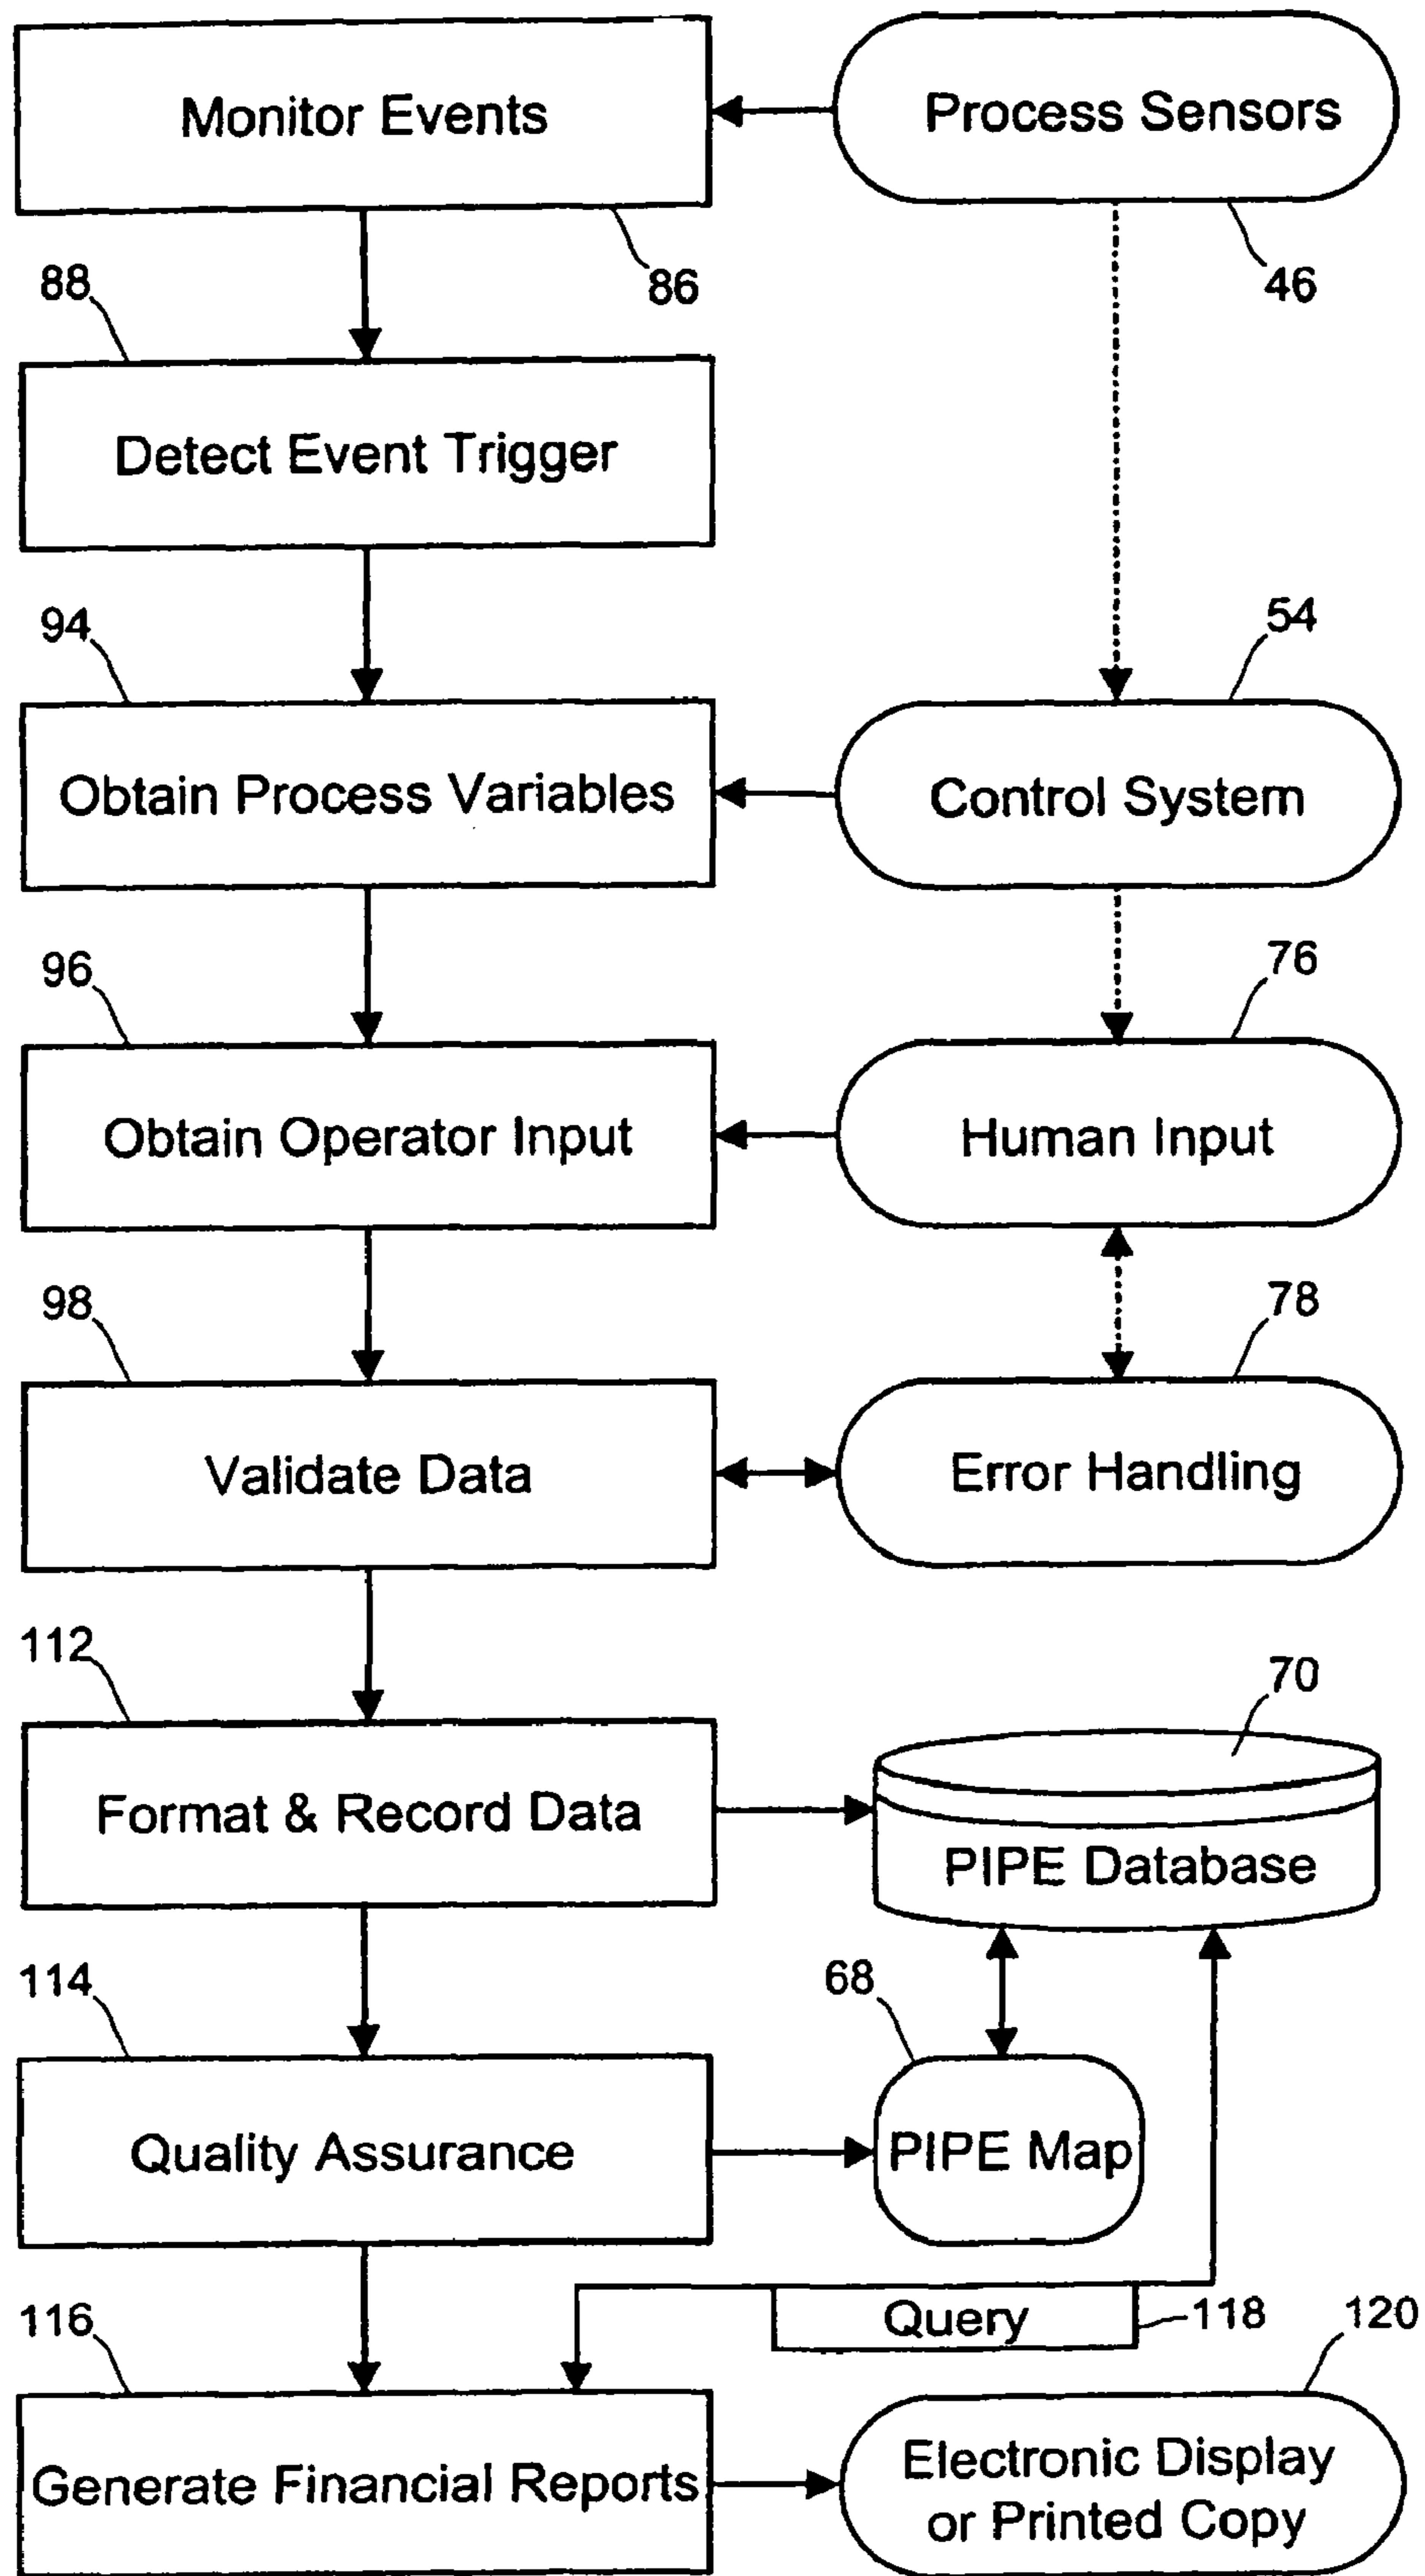 Monitor Events
Process Sensors
86
46
88
Detect Event Trigger
94
54
Obtain Process Variables
Control System
96
76
Obtain Operator Input
Human Input
98
78
Validate Data
Error Handling
112
70
Format & Record Data
PIPE Database
114
68
Quality Assurance
PIPE Map
116
Query
118
120
Generate Financial Reports
Electronic Display
or Printed Copy